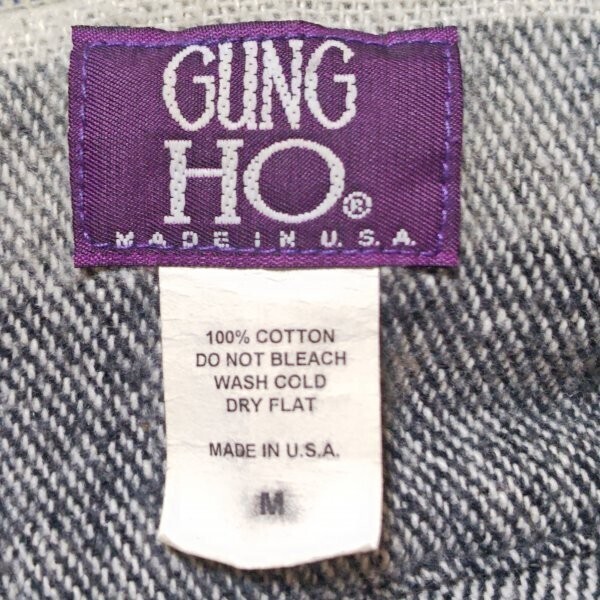 GUNG
HO®
MADE IN U.S.A.
100% COTTON
DO NOT BLEACH
WASH COLD
DRY FLAT
MADE IN U.S.A.
M